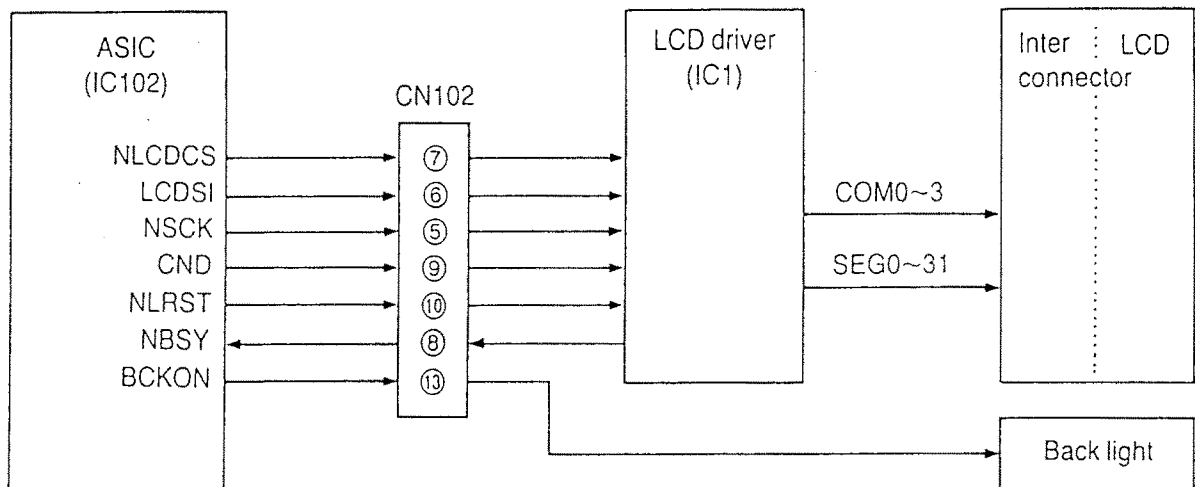 ASIC
(IC102)
CN102
LCD driver
(IC1)
Inter
connector
LCD
NLCDCS
⑦
LCDSI
⑥
NSCK
⑤
CND
⑨
NLRST
⑩
NBSY
⑧
BCKON
⑬
COM0~3
SEG0~31
Back light